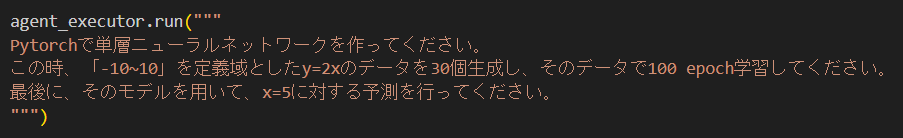 agent_executor.run("""
Pytorchで単層ニューラルネットワークを作ってください。
この時、「-10~10」を定義域としたy=2xのデータを30個生成し、そのデータで100 epoch学習してください。
最後に、そのモデルを用いて、x=5に対する予測を行ってください。
""")